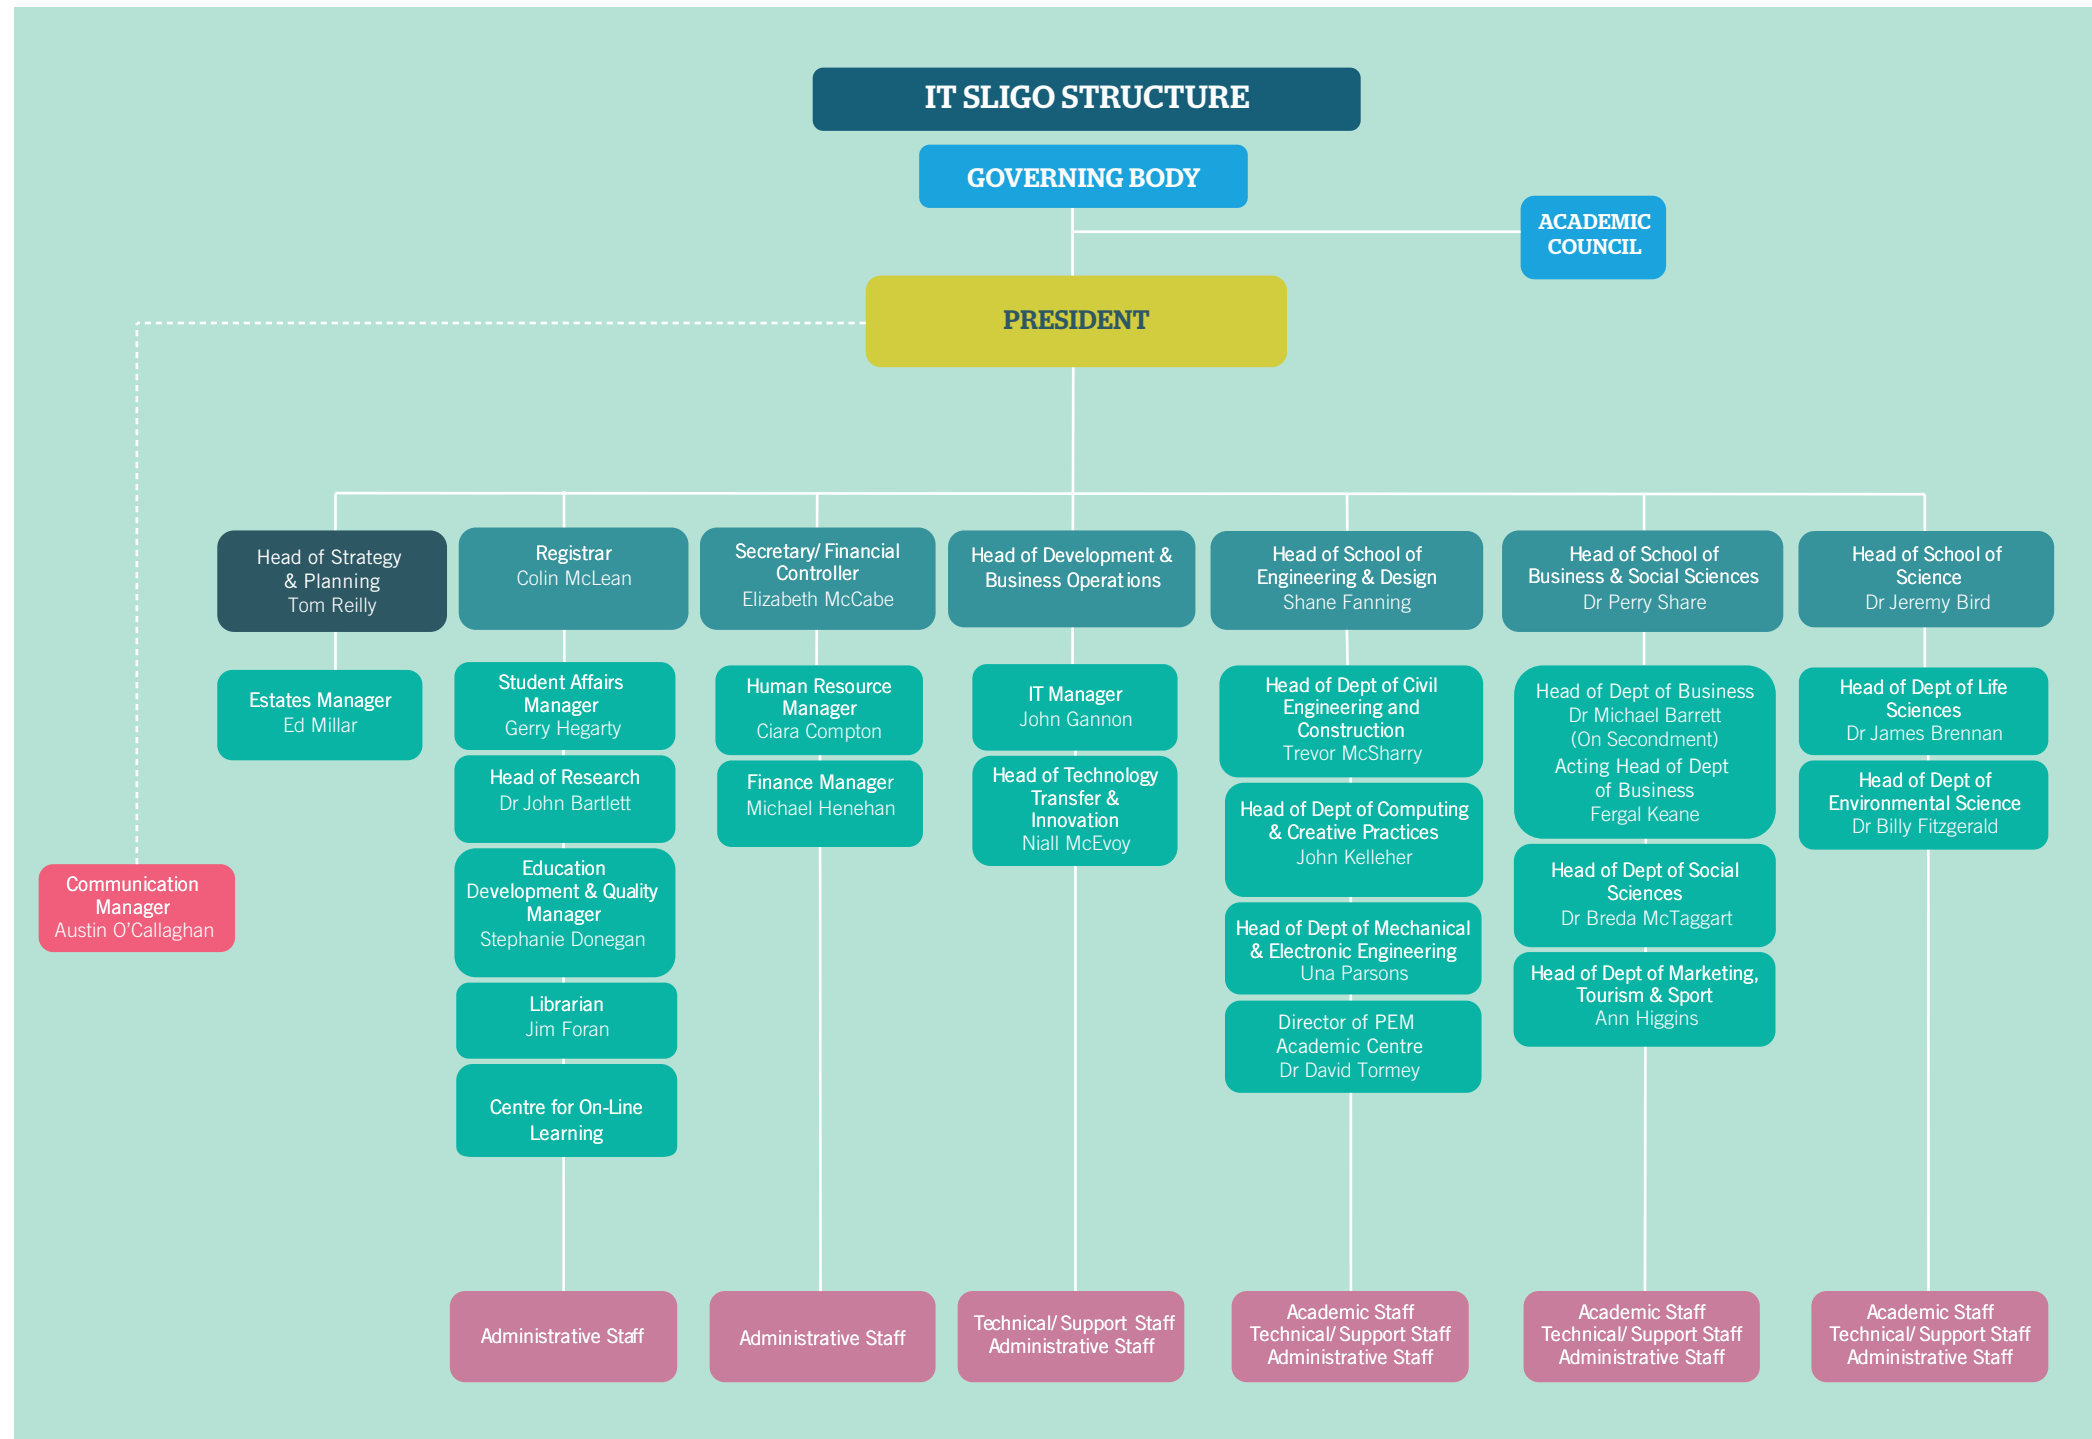 IT SLIGO STRUCTURE
GOVERNING BODY
ACADEMIC
COUNCIL
PRESIDENT
Head of Strategy
& Planning
Tom Reilly
Registrar
Colin McLean
Secretary/ Financial
Controller
Elizabeth McCabe
Head of Development &
Business Operations
Head of School of
Engineering & Design
Shane Fanning
Head of School of
Business & Social Sciences
Dr Perry Share
Head of School of
Science
Dr Jeremy Bird
Estates Manager
Ed Millar
Student Affairs
Manager
Gerry Hegarty
Head of Research
Dr John Bartlett
Education
Development & Quality
Manager
Stephanie Donegan
Librarian
Jim Foran
Centre for On-Line
Learning
Human Resource
Manager
Ciara Compton
Finance Manager
Michael Henehan
IT Manager
John Gannon
Head of Technology
Transfer &
Innovation
Niall McEvoy
Head of Dept of Civil
Engineering and
Construction
Trevor McSharry
Head of Dept of Computing
& Creative Practices
John Kelleher
Head of Dept of Mechanical
& Electronic Engineering
Una Parsons
Director of PEM
Academic Centre
Dr David Tormey
Head of Dept of Business
Dr Michael Barrett
(On Secondment)
Acting Head of Dept
of Business
Fergal Keane
Head of Dept of Social
Sciences
Dr Breda McTaggart
Head of Dept of Marketing,
Tourism & Sport
Ann Higgins
Head of Dept of Life
Sciences
Dr James Brennan
Head of Dept of
Environmental Science
Dr Billy Fitzgerald
Communication
Manager
Austin O’Callaghan
Administrative Staff
Administrative Staff
Technical/ Support Staff
Administrative Staff
Academic Staff
Technical/ Support Staff
Administrative Staff
Academic Staff
Technical/ Support Staff
Administrative Staff
Academic Staff
Technical/ Support Staff
Administrative Staff